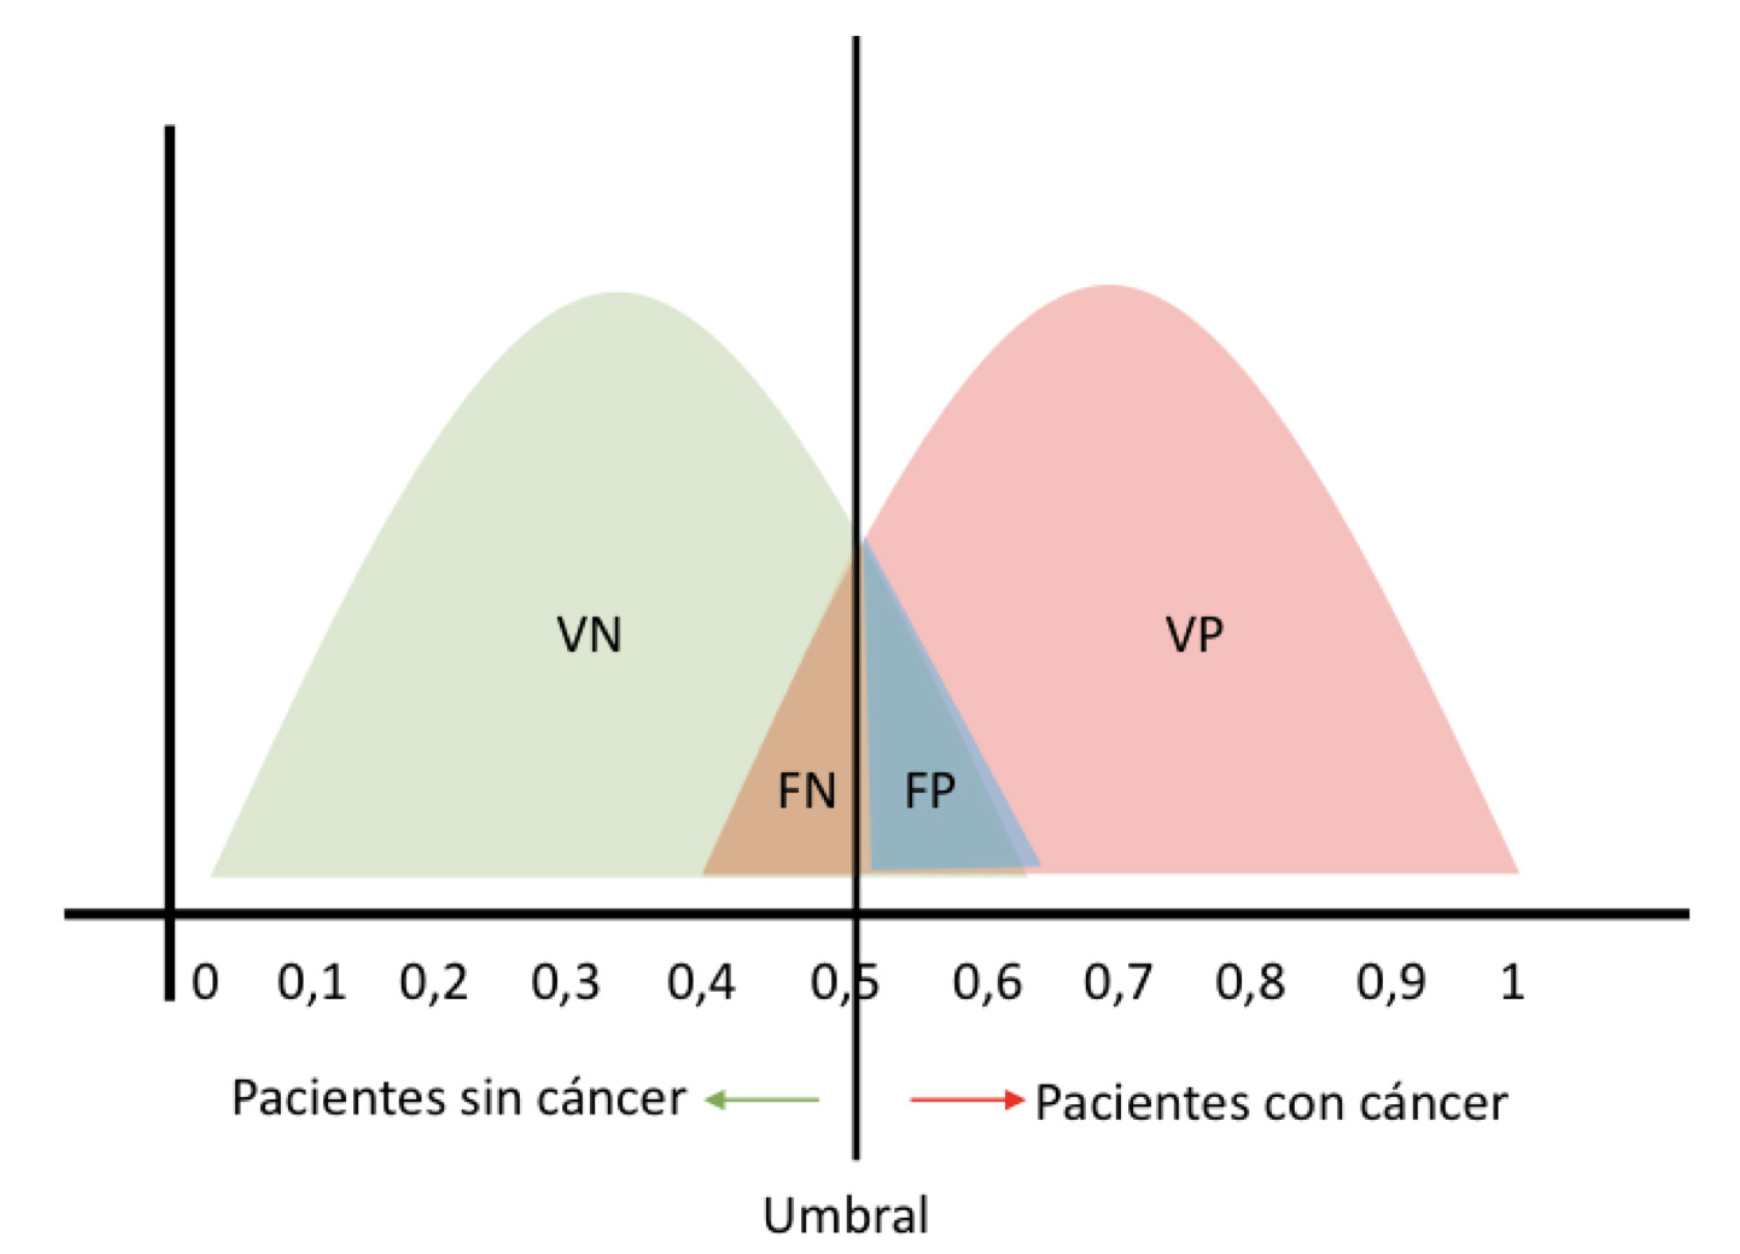 VN
VP
FN
FP
0 0,1 0,2 0,3 0,4 0,5 0,6 0,7 0,8 0,9 1
Pacientes sin cáncer
Pacientes con cáncer
Umbral